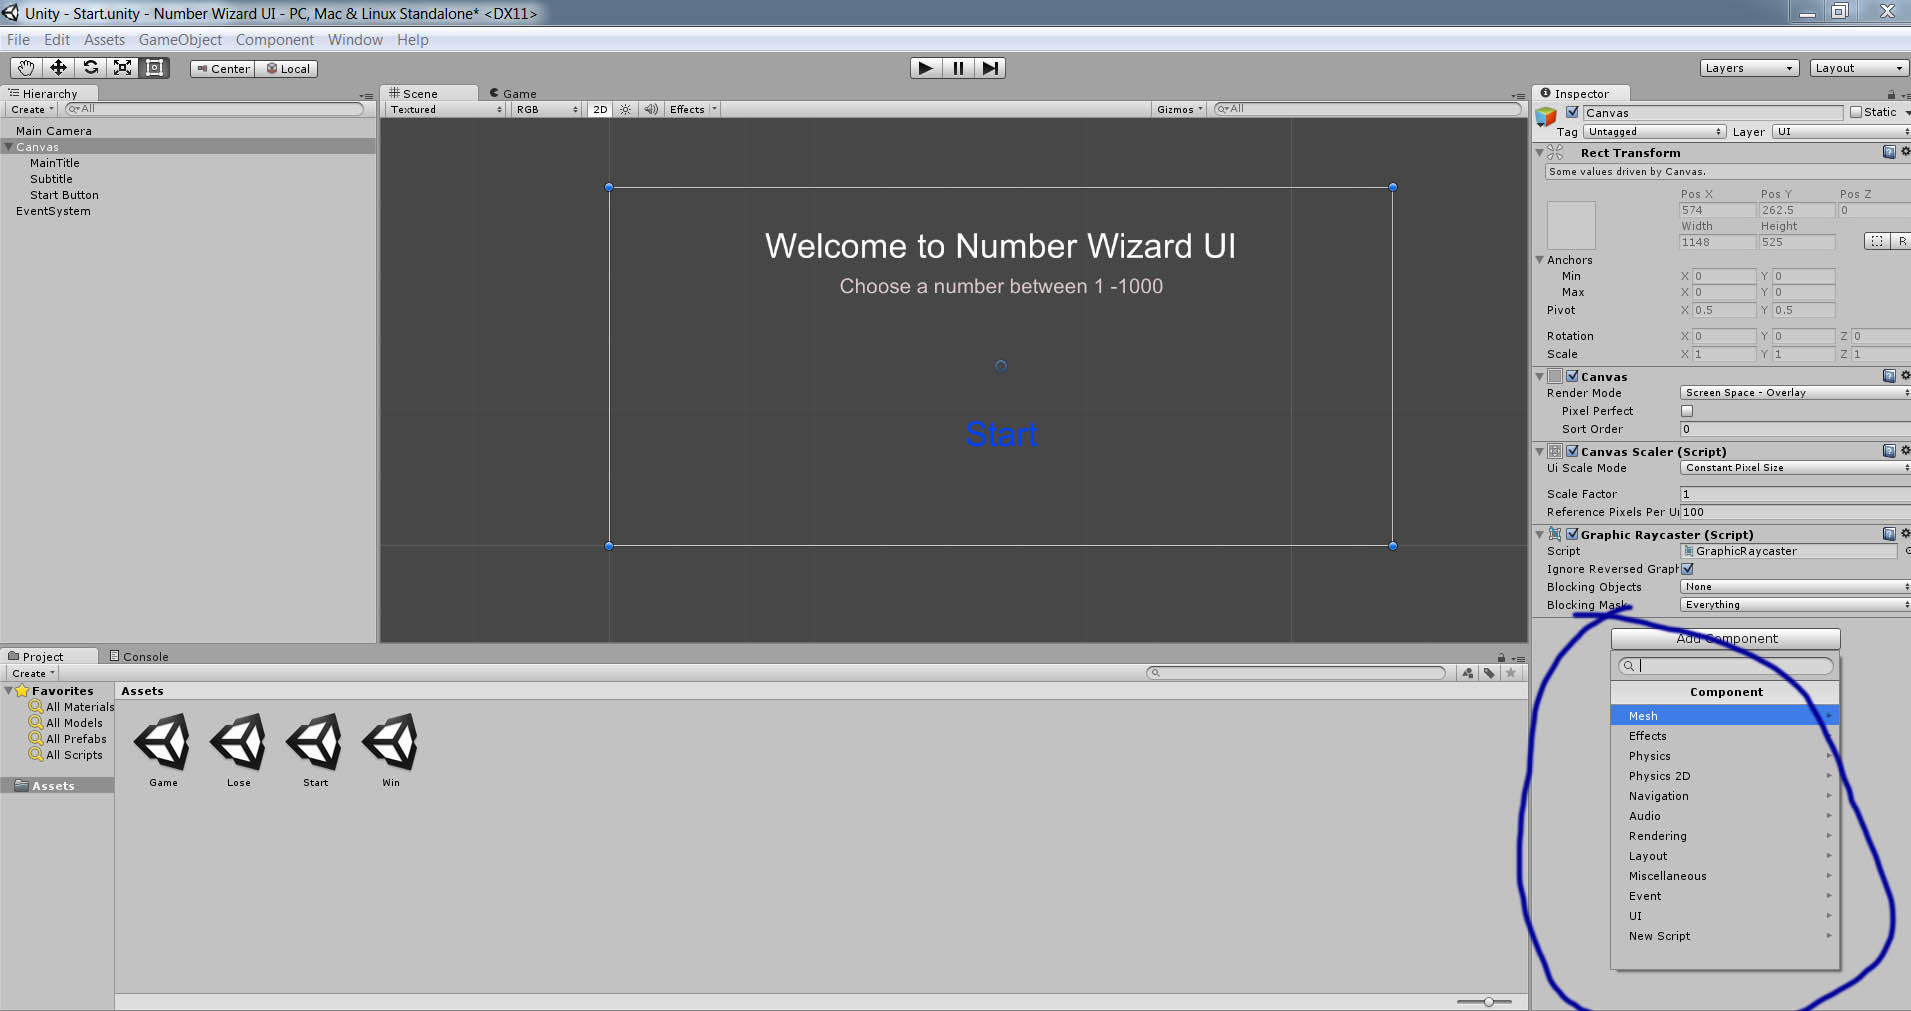 Unity - Start.unity - Number Wizard UI - PC, Mac & Linux Standalone* <DX11>
File Edit Assets GameObject Component Window Help
Center Local Layers Layout
Hierarchy
Create All
Main Camera
Canvas
MainTitle
Subtitle
Start Button
EventSystem
Scene Game
Textured RGB 2D Effects Gizmos All
Welcome to Number Wizard UI
Choose a number between 1 -1000
Start
Inspector
Canvas Static
Tag Untagged Layer UI
Rect Transform
Some values driven by Canvas.
Pos X Pos Y Pos Z
574 262.5 0
Width Height
1148 525 R
Anchors
Min X 0 Y 0
Max X 0 Y 0
Pivot X 0.5 Y 0.5
Rotation X 0 Y 0 Z 0
Scale X 1 Y 1 Z 1
Canvas
Render Mode Screen Space - Overlay
Pixel Perfect
Sort Order 0
Canvas Scaler (Script)
Ui Scale Mode Constant Pixel Size
Scale Factor 1
Reference Pixels Per Ui 100
Graphic Raycaster (Script)
Script GraphicRaycaster
Ignore Reversed Graph
Blocking Objects None
Blocking Mask Everything
Add Component
Component
Mesh
Effects
Physics
Physics 2D
Navigation
Audio
Rendering
Layout
Miscellaneous
Event
UI
New Script
Project Console
Create
Favorites
All Materials
All Models
All Prefabs
All Scripts
Assets
Assets
Game Lose Start Win